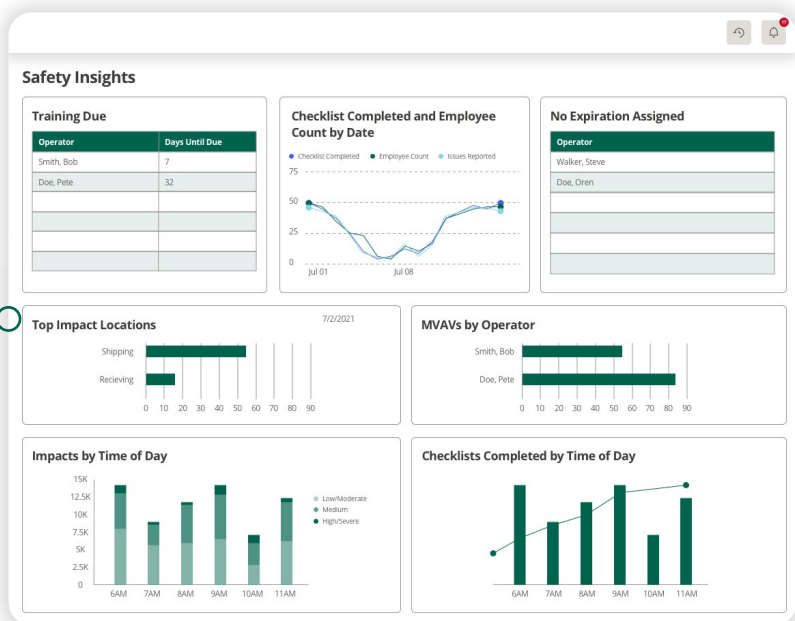 Safety Insights
Training Due
Operator Days Until Due
Smith, Bob 7
Doe, Pete 32
Checklist Completed and Employee
Count by Date
Checklist Completed Employee Count Issues Reported
75
50
25
0
Jul 01 Jul 08
No Expiration Assigned
Operator
Walker, Steve
Doe, Oren
Top Impact Locations 7/2/2021
Shipping
Recieving
0 10 20 30 40 50 60 70 80 90
MVAVs by Operator
Smith, Bob
Doe, Pete
0 10 20 30 40 50 60 70 80 90
Impacts by Time of Day
15K
12.5K
10K
7.5K
5K
2.5K
0
6AM 7AM 8AM 9AM 10AM 11AM
Low/Moderate
Medium
High/Severe
Checklists Completed by Time of Day
6AM 7AM 8AM 9AM 10AM 11AM